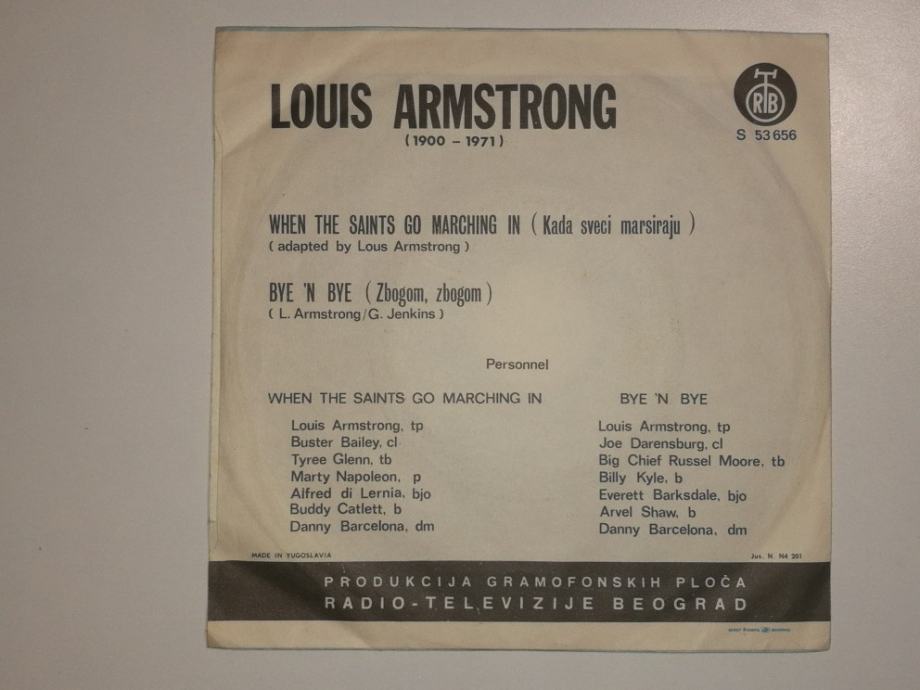 LOUIS ARMSTRONG
(1900 – 1971)
RTB
S 53656
WHEN THE SAINTS GO MARCHING IN (Kada sveci marsiraju)
(adapted by Lous Armstrong)
BYE 'N BYE (Zbogom, zbogom)
(L. Armstrong/G. Jenkins)
Personnel
WHEN THE SAINTS GO MARCHING IN
Louis Armstrong, tp
Buster Bailey, cl
Tyree Glenn, tb
Marty Napoleon, p
Alfred di Lernia, bjo
Buddy Catlett, b
Danny Barcelona, dm
BYE 'N BYE
Louis Armstrong, tp
Joe Darensburg, cl
Big Chief Russel Moore, tb
Billy Kyle, b
Everett Barksdale, bjo
Arvel Shaw, b
Danny Barcelona, dm
MADE IN YUGOSLAVIA
Jus. N. N4 201
PRODUKCIJA GRAMOFONSKIH PLOČA
RADIO-TELEVIZIJE BEOGRAD